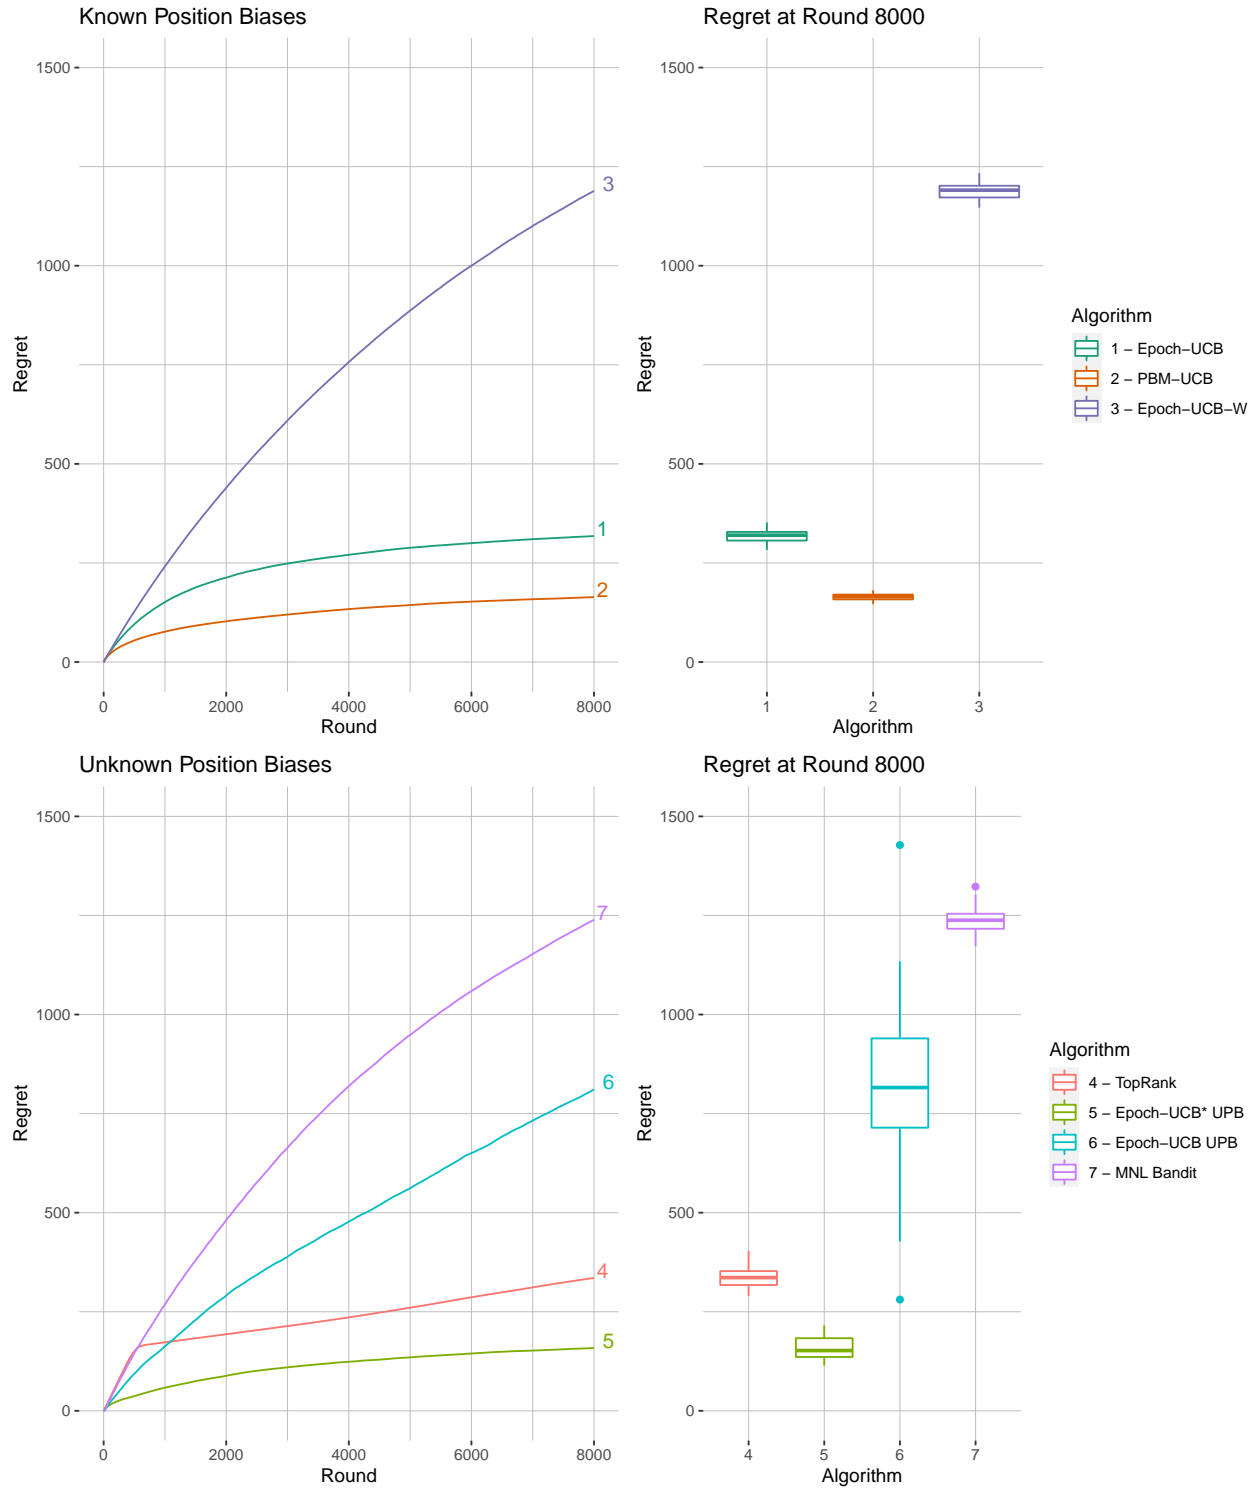 Known Position Biases
Regret at Round 8000
1500
1000
500
0
Regret
3
1
2
0
2000
4000
6000
8000
Round
1500
1000
500
0
Regret
1
2
3
Algorithm
Algorithm
1 – Epoch–UCB
2 – PBM–UCB
3 – Epoch–UCB–W
Unknown Position Biases
Regret at Round 8000
1500
1000
500
0
Regret
7
6
4
5
0
2000
4000
6000
8000
Round
1500
1000
500
0
Regret
4
5
6
7
Algorithm
Algorithm
4 – TopRank
5 – Epoch–UCB* UPB
6 – Epoch–UCB UPB
7 – MNL Bandit